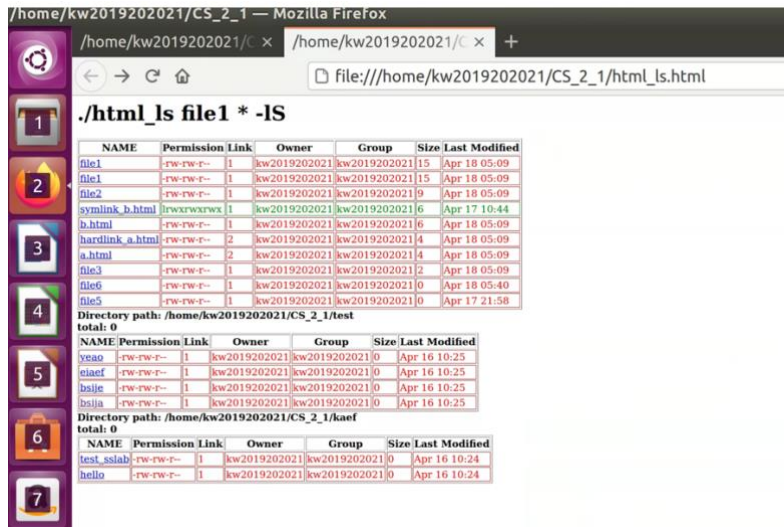 /home/kw2019202021/CS_2_1 — Mozilla Firefox
/home/kw2019202021/C × /home/kw2019202021/C × +
file:///home/kw2019202021/CS_2_1/html_ls.html
./html_ls file1 * -lS
NAME Permission Link Owner Group Size Last Modified
file1 -rw-rw-r-- 1 kw2019202021 kw2019202021 15 Apr 18 05:09
file1 -rw-rw-r-- 1 kw2019202021 kw2019202021 15 Apr 18 05:09
file2 -rw-rw-r-- 1 kw2019202021 kw2019202021 9 Apr 18 05:09
symlink_b.html lrwxrwxrwx 1 kw2019202021 kw2019202021 6 Apr 17 10:44
b.html -rw-rw-r-- 1 kw2019202021 kw2019202021 6 Apr 18 05:09
hardlink_a.html -rw-rw-r-- 2 kw2019202021 kw2019202021 4 Apr 18 05:09
a.html -rw-rw-r-- 2 kw2019202021 kw2019202021 4 Apr 18 05:09
file3 -rw-rw-r-- 1 kw2019202021 kw2019202021 2 Apr 18 05:09
file6 -rw-rw-r-- 1 kw2019202021 kw2019202021 0 Apr 18 05:40
file5 -rw-rw-r-- 1 kw2019202021 kw2019202021 0 Apr 17 21:58
Directory path: /home/kw2019202021/CS_2_1/test
total: 0
NAME Permission Link Owner Group Size Last Modified
yeao -rw-rw-r-- 1 kw2019202021 kw2019202021 0 Apr 16 10:25
eiaef -rw-rw-r-- 1 kw2019202021 kw2019202021 0 Apr 16 10:25
bsije -rw-rw-r-- 1 kw2019202021 kw2019202021 0 Apr 16 10:25
bsija -rw-rw-r-- 1 kw2019202021 kw2019202021 0 Apr 16 10:25
Directory path: /home/kw2019202021/CS_2_1/kaef
total: 0
NAME Permission Link Owner Group Size Last Modified
test_sslab -rw-rw-r-- 1 kw2019202021 kw2019202021 0 Apr 16 10:24
hello -rw-rw-r-- 1 kw2019202021 kw2019202021 0 Apr 16 10:24
1
2
3
4
5
6
7